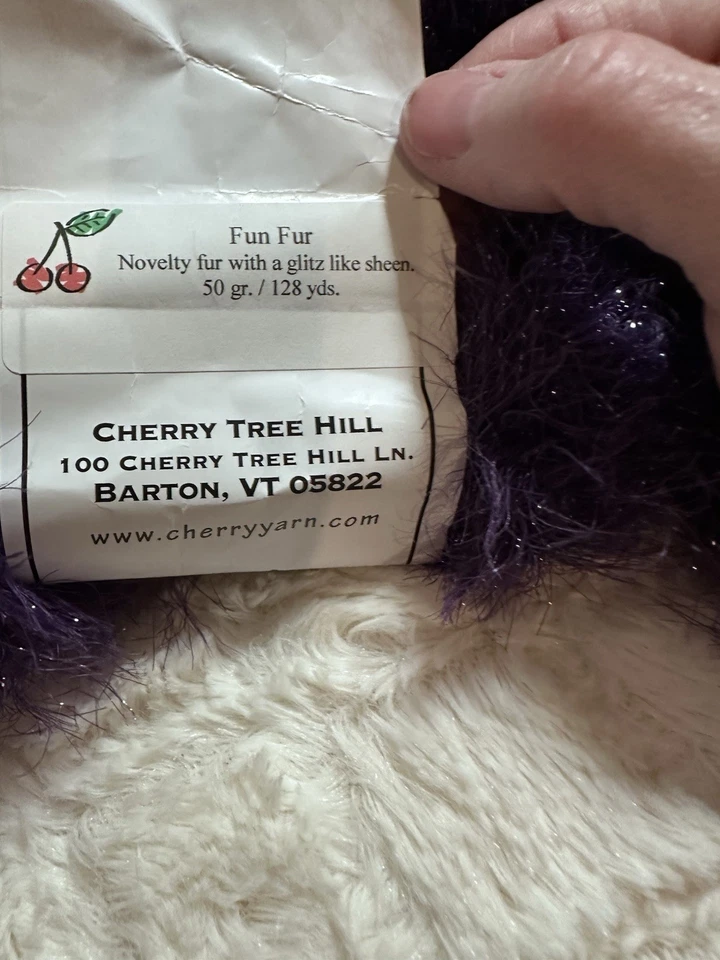 Fun Fur
Novelty fur with a glitz like sheen.
50 gr. / 128 yds.
CHERRY TREE HILL
100 CHERRY TREE HILL LN.
BARTON, VT 05822
www.cherryyarn.com